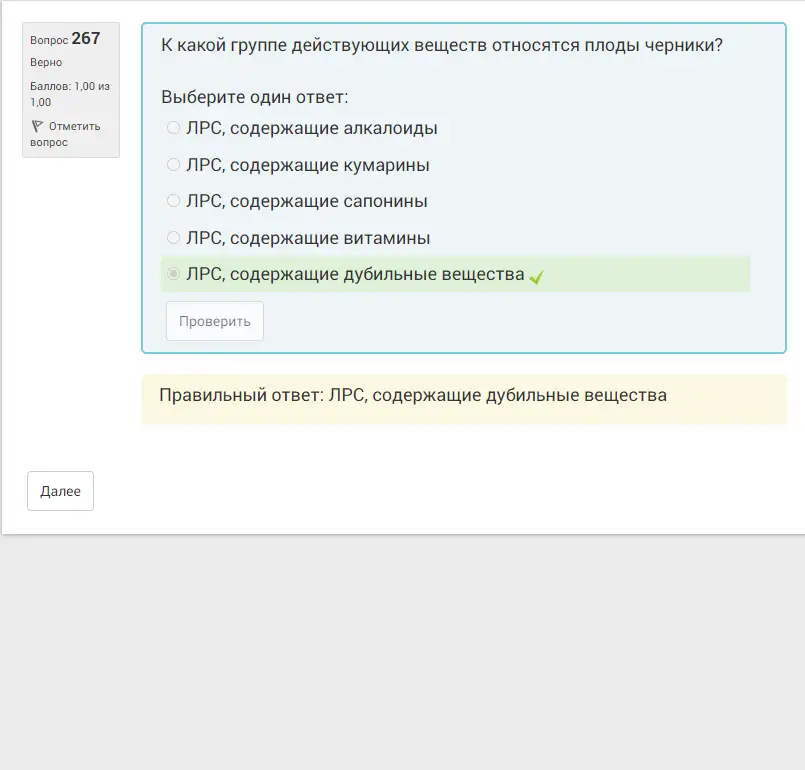 Вопрос 267
Верно
Баллов: 1,00 из
1,00
Отметить
вопрос
К какой группе действующих веществ относятся плоды черники?
Выберите один ответ:
ЛРС, содержащие алкалоиды
ЛРС, содержащие кумарины
ЛРС, содержащие сапонины
ЛРС, содержащие витамины
ЛРС, содержащие дубильные вещества
Проверить
Правильный ответ: ЛРС, содержащие дубильные вещества
Далее